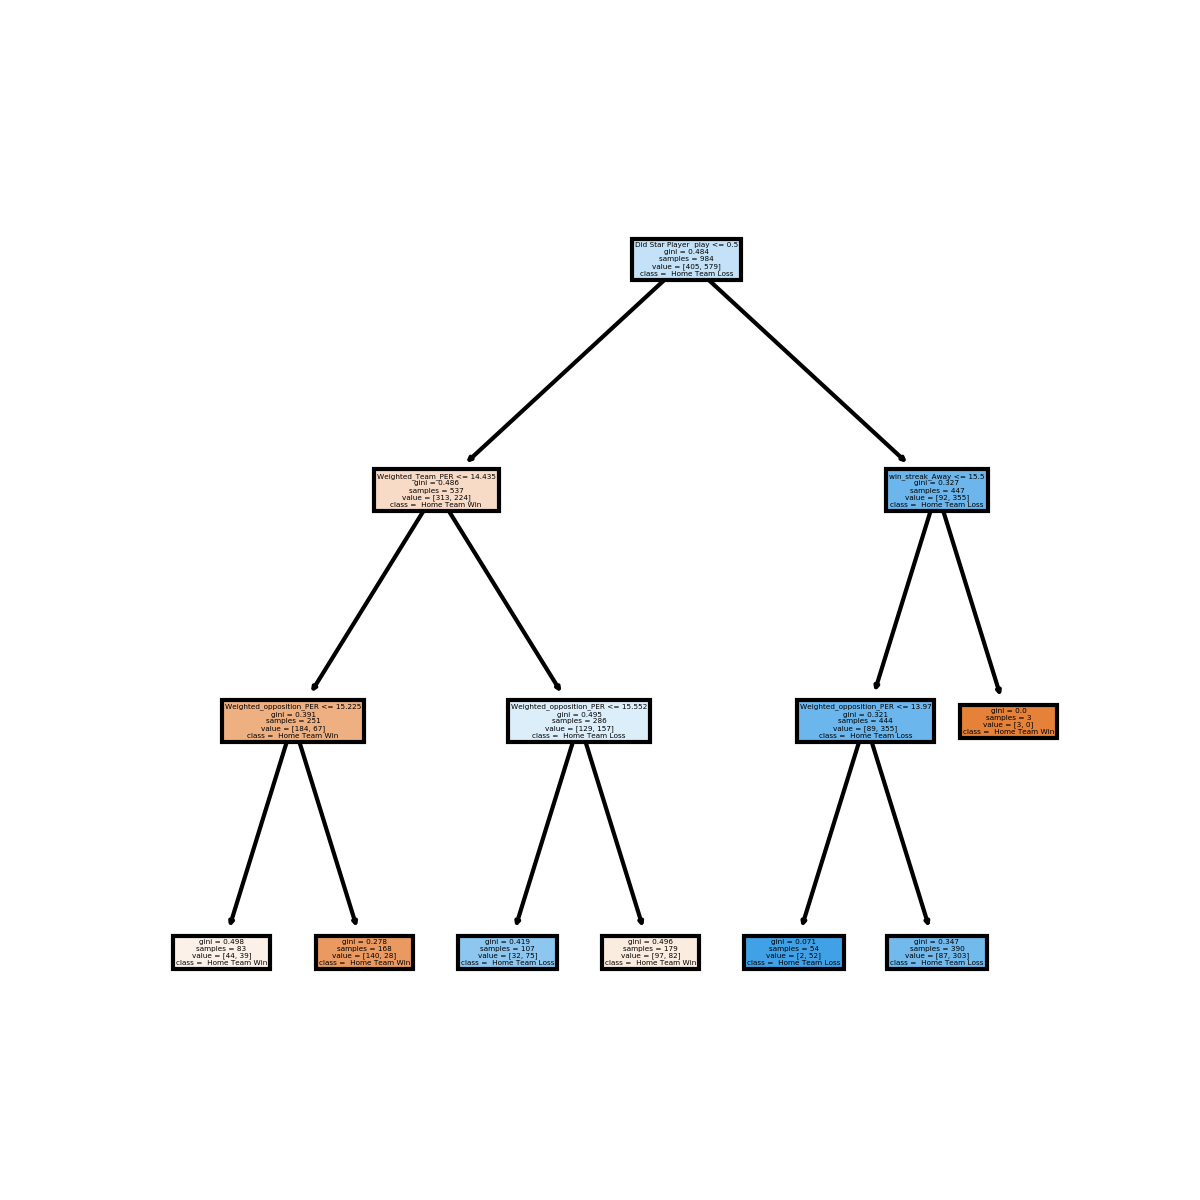 Did Star Player  play <= 0.5
gini = 0.484
samples = 984
value = [405, 579]
class =  Home Team Loss
Weighted_Team_PER <= 14.435
gini = 0.486
samples = 537
value = [313, 224]
class =  Home Team Win
win_streak_Away <= 15.5
gini = 0.327
samples = 447
value = [92, 355]
class =  Home Team Loss
Weighted_opposition_PER <= 15.225
gini = 0.391
samples = 251
value = [184, 67]
class =  Home Team Win
Weighted_opposition_PER <= 15.552
gini = 0.495
samples = 286
value = [129, 157]
class =  Home Team Loss
Weighted_opposition_PER <= 13.97
gini = 0.321
samples = 444
value = [89, 355]
class =  Home Team Loss
gini = 0.0
samples = 3
value = [3, 0]
class =  Home Team Win
gini = 0.498
samples = 83
value = [44, 39]
class =  Home Team Win
gini = 0.278
samples = 168
value = [140, 28]
class =  Home Team Win
gini = 0.419
samples = 107
value = [32, 75]
class =  Home Team Loss
gini = 0.496
samples = 179
value = [97, 82]
class =  Home Team Win
gini = 0.071
samples = 54
value = [2, 52]
class =  Home Team Loss
gini = 0.347
samples = 390
value = [87, 303]
class =  Home Team Loss